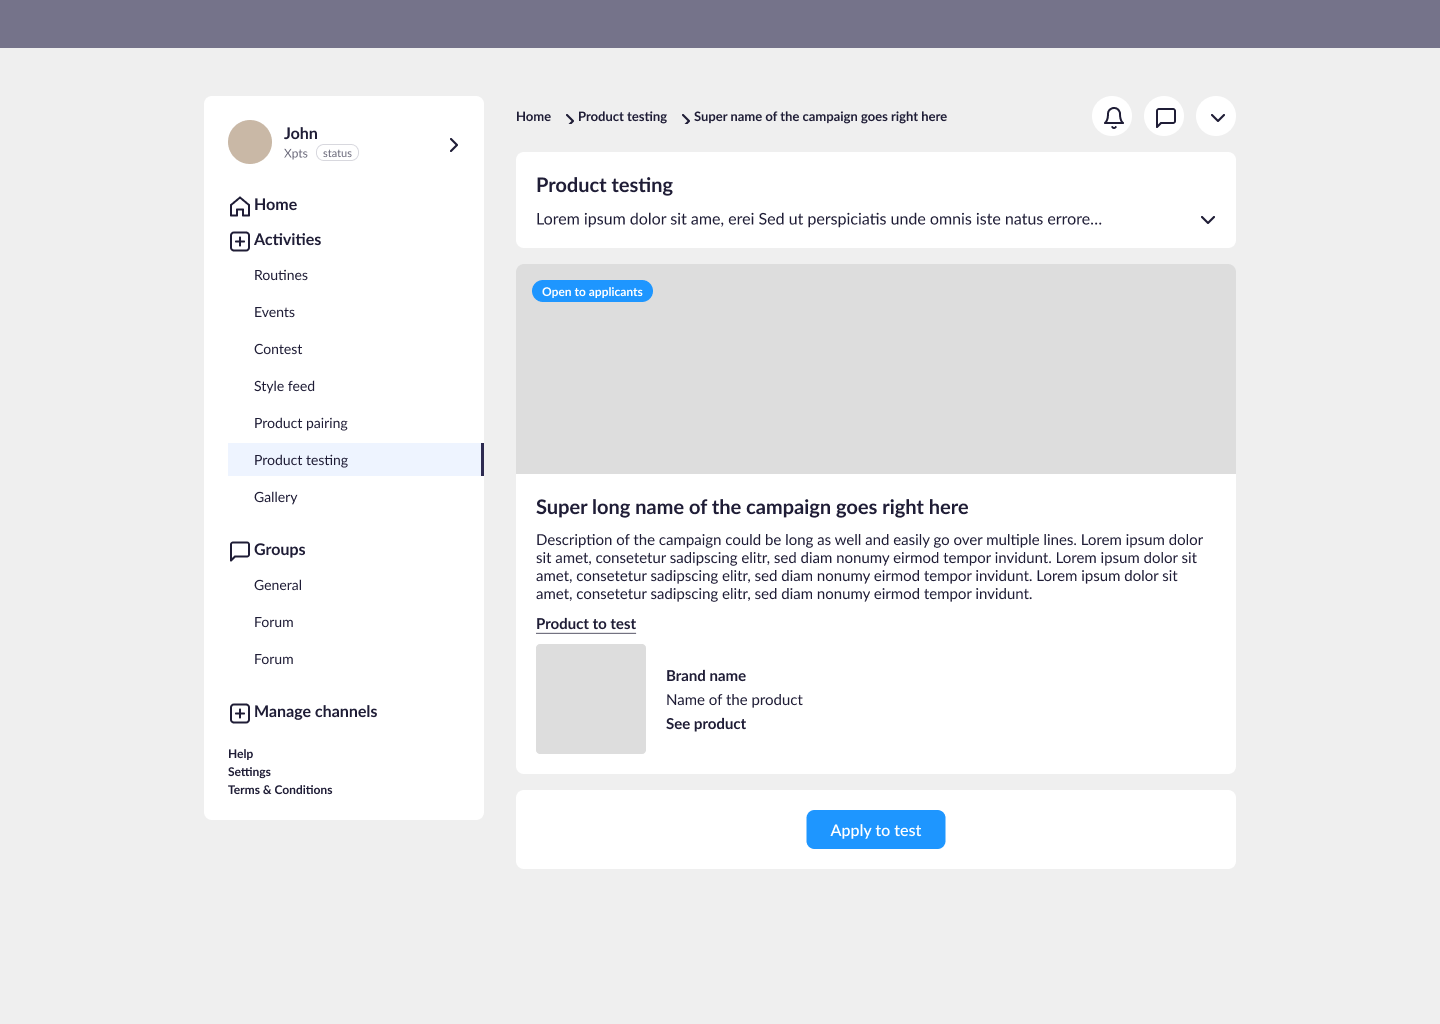 John
Xpts status
Home
Activities
Routines
Events
Contest
Style feed
Product pairing
Product testing
Gallery
Groups
General
Forum
Forum
Manage channels
Help
Settings
Terms & Conditions
Home Product testing Super name of the campaign goes right here
Product testing
Lorem ipsum dolor sit ame, erei Sed ut perspiciatis unde omnis iste natus errore...
Open to applicants
Super long name of the campaign goes right here
Description of the campaign could be long as well and easily go over multiple lines. Lorem ipsum dolor
sit amet, consetetur sadipscing elitr, sed diam nonumy eirmod tempor invidunt. Lorem ipsum dolor sit
amet, consetetur sadipscing elitr, sed diam nonumy eirmod tempor invidunt. Lorem ipsum dolor sit
amet, consetetur sadipscing elitr, sed diam nonumy eirmod tempor invidunt.
Product to test
Brand name
Name of the product
See product
Apply to test